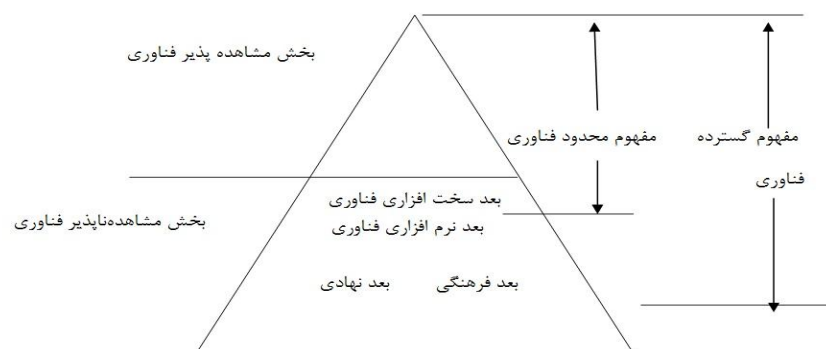 بخش مشاهده پذیر فناوری
مفهوم محدود فناوری
مفهوم گسترده
فناوری
بعد سخت افزاری فناوری
بخش مشاهده‌ناپذیر فناوری
بعد نرم افزاری فناوری
بعد فرهنگی
بعد نهادی